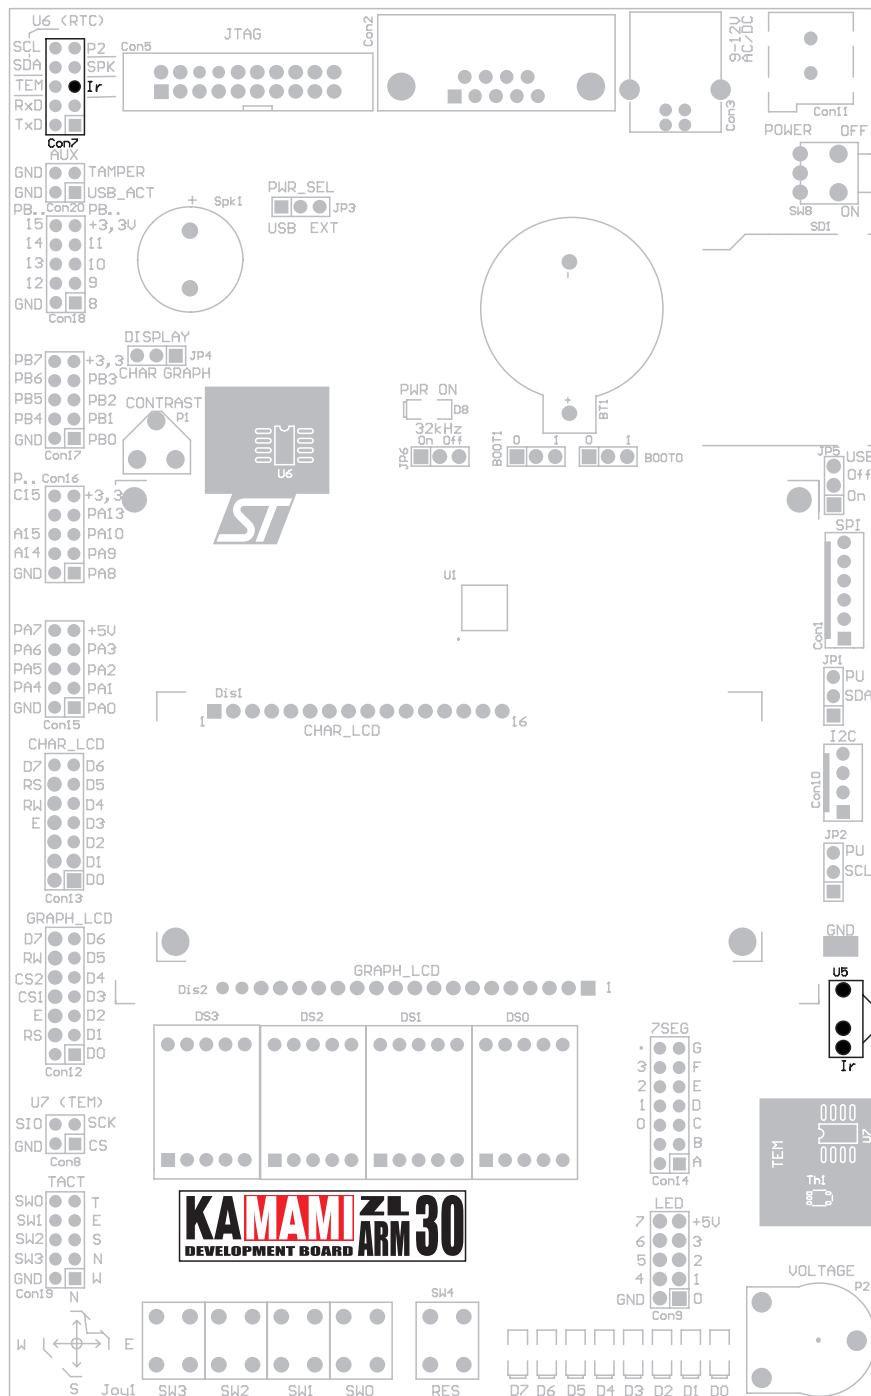 U6 (RTC)
SCL P2
SDA SPK
TEM Ir
RxD
TxD
Con7
JTAG
Con5
Con2
Con3
9-12V
AC/DC
Con11
POWER OFF
SW8 ON
SD1
AUX
GND TAMPER
GND USB_ACT
PB.. Con20 PB..
15 +3,3V
14 11
13 10
12 9
GND 8
Con18
+ Spk1
PWR_SEL
JP3
USB EXT
-
+
BT1
DISPLAY
JP4
CHAR GRAPH
PB7 +3,3
PB6 PB3
PB5 PB2
PB4 PB1
GND PB0
Con17
CONTRAST
P1
U6
ST
PWR ON
D8
32kHz
On Off
JP6
BOOT1
0 1
0 1
BOOT0
JP5 USB
Off
On
P.. Con16
C15 +3,3
PA13
A15 PA10
A14 PA9
GND PA8
SPI
Con1
U1
PA7 +5V
PA6 PA3
PA5 PA2
PA4 PA1
GND PA0
Con15
JP1
PU
SDA
Dis1
1 16
CHAR_LCD
CHAR_LCD
D7 D6
RS D5
RW D4
E D3
D2
D1
D0
Con13
I2C
Con10
JP2
PU
SCL
GRAPH_LCD
D7 D6
RW D5
CS2 D4
CS1 D3
E D2
RS D1
D0
Con12
GND
U5
Ir
GRAPH_LCD
Dis2 1
DS3 DS2 DS1 DS0
7SEG
. G
3 F
2 E
1 D
0 C
B
A
Con14
U7 (TEM)
SIO SCK
GND CS
Con8
TEM
U7
Th1
TACT
SW0 T
SW1 E
SW2 S
SW3 N
GND W
Con19
KAMAMI ZL
ARM 30
DEVELOPMENT BOARD
LED
7 +5V
6 3
5 2
4 1
GND 0
Con9
VOLTAGE
P2
N
W E
S
Joy1
SW3 SW2 SW1 SW0
SW4
RES
D7 D6 D5 D4 D3 D2 D1 D0